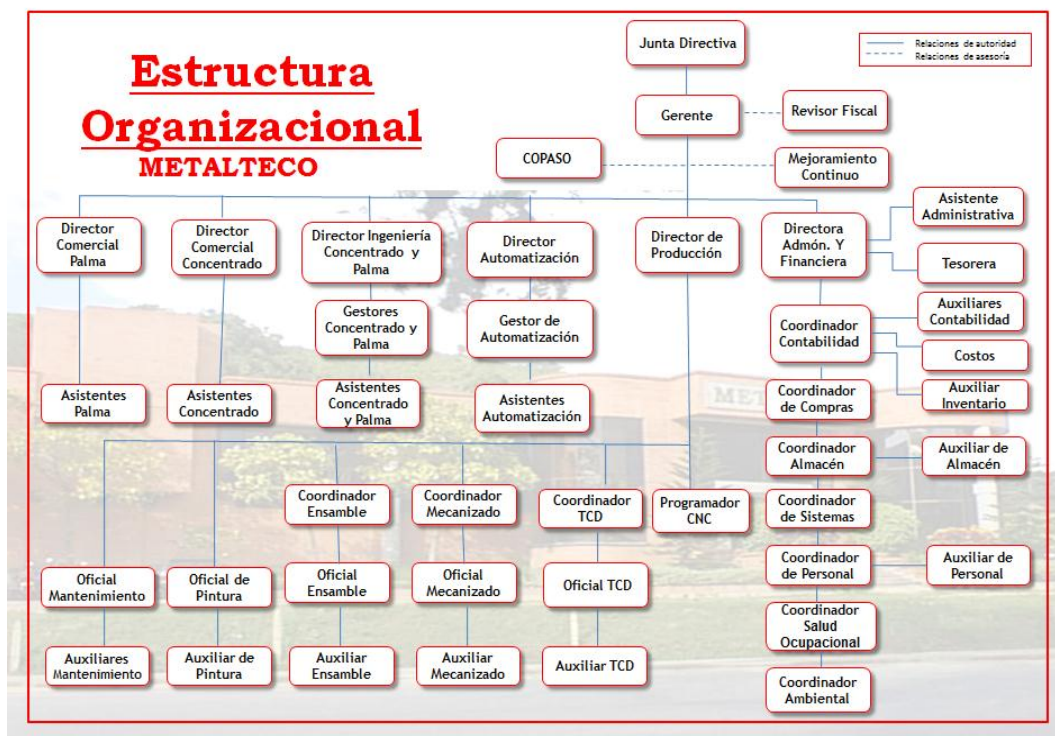 Estructura
Organizacional
METALTECO
Junta Directiva
Relaciones de autoridad
Relaciones de asesoría
Gerente
Revisor Fiscal
COPASO
Mejoramiento
Continuo
Director
Comercial
Palma
Director
Comercial
Concentrado
Director Ingeniería
Concentrado y
Palma
Director
Automatización
Director de
Producción
Directora
Admón. Y
Financiera
Asistente
Administrativa
Tesorera
Gestores
Concentrado y
Palma
Gestor de
Automatización
Coordinador
Contabilidad
Auxiliares
Contabilidad
Costos
Auxiliar
Inventario
Asistentes
Palma
Asistentes
Concentrado
Asistentes
Concentrado
y Palma
Asistentes
Automatización
Coordinador
de Compras
MET
Coordinador
Almacén
Auxiliar de
Almacén
Coordinador
Ensamble
Coordinador
Mecanizado
Coordinador
TCD
Programador
CNC
Coordinador
de Sistemas
Oficial
Mantenimiento
Oficial de
Pintura
Oficial
Ensamble
Oficial
Mecanizado
Oficial TCD
Coordinador
de Personal
Auxiliar de
Personal
Coordinador
Salud
Ocupacional
Auxiliares
Mantenimiento
Auxiliar de
Pintura
Auxiliar
Ensamble
Auxiliar
Mecanizado
Auxiliar TCD
Coordinador
Ambiental